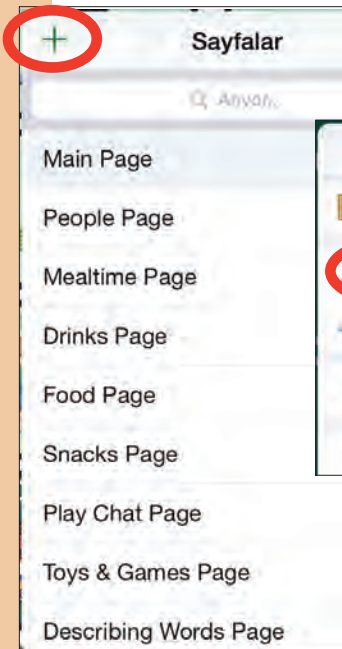 +
Sayfalar
Main Page
People Page
Mealtime Page
Drinks Page
Food Page
Snacks Page
Play Chat Page
Toys & Games Page
Describing Words Page